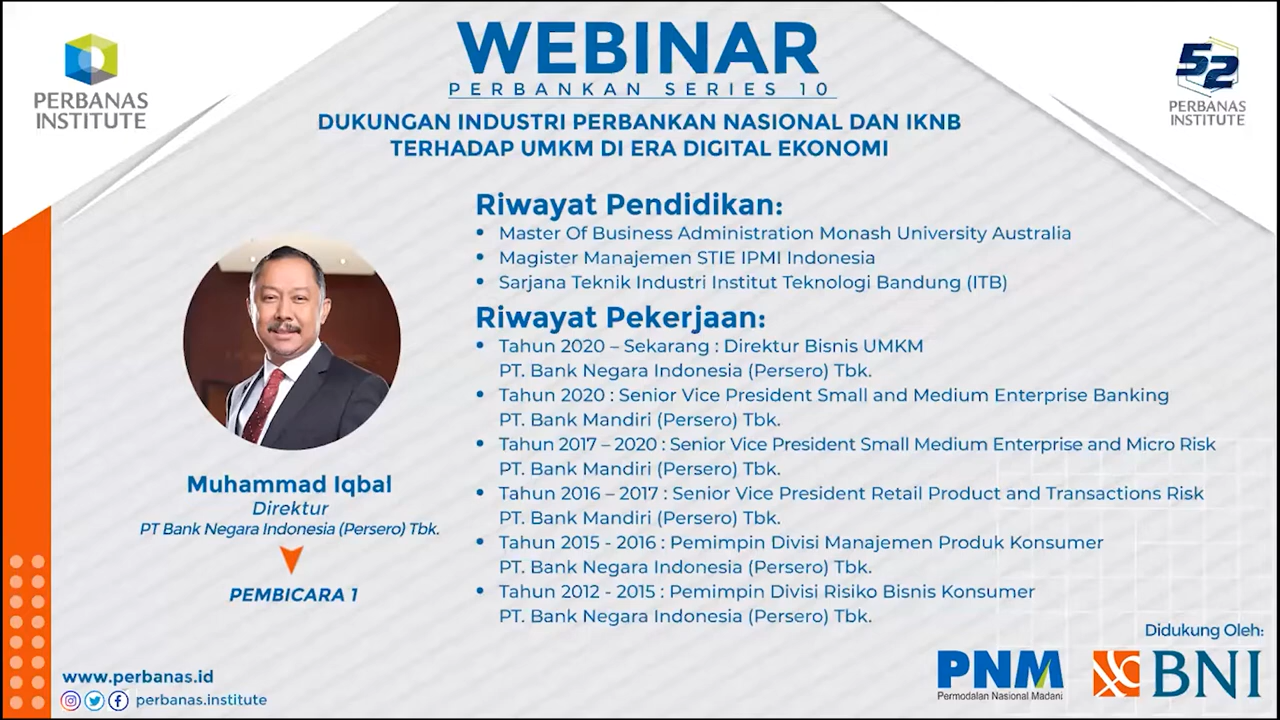 PERBANAS
INSTITUTE
WEBINAR
PERBANKAN SERIES 10
52
PERBANAS
INSTITUTE
DUKUNGAN INDUSTRI PERBANKAN NASIONAL DAN IKNB
TERHADAP UMKM DI ERA DIGITAL EKONOMI
Muhammad Iqbal
Direktur
PT Bank Negara Indonesia (Persero) Tbk.
PEMBICARA 1
Riwayat Pendidikan:
• Master Of Business Administration Monash University Australia
• Magister Manajemen STIE IPMI Indonesia
• Sarjana Teknik Industri Institut Teknologi Bandung (ITB)
Riwayat Pekerjaan:
• Tahun 2020 – Sekarang : Direktur Bisnis UMKM
PT. Bank Negara Indonesia (Persero) Tbk.
• Tahun 2020 : Senior Vice President Small and Medium Enterprise Banking
PT. Bank Mandiri (Persero) Tbk.
• Tahun 2017 – 2020 : Senior Vice President Small Medium Enterprise and Micro Risk
PT. Bank Mandiri (Persero) Tbk.
• Tahun 2016 – 2017 : Senior Vice President Retail Product and Transactions Risk
PT. Bank Mandiri (Persero) Tbk.
• Tahun 2015 - 2016 : Pemimpin Divisi Manajemen Produk Konsumer
PT. Bank Negara Indonesia (Persero) Tbk.
• Tahun 2012 - 2015 : Pemimpin Divisi Risiko Bisnis Konsumer
PT. Bank Negara Indonesia (Persero) Tbk.
www.perbanas.id
perbanas.institute
Didukung Oleh:
PNM
Permodalan Nasional Madani
BNI